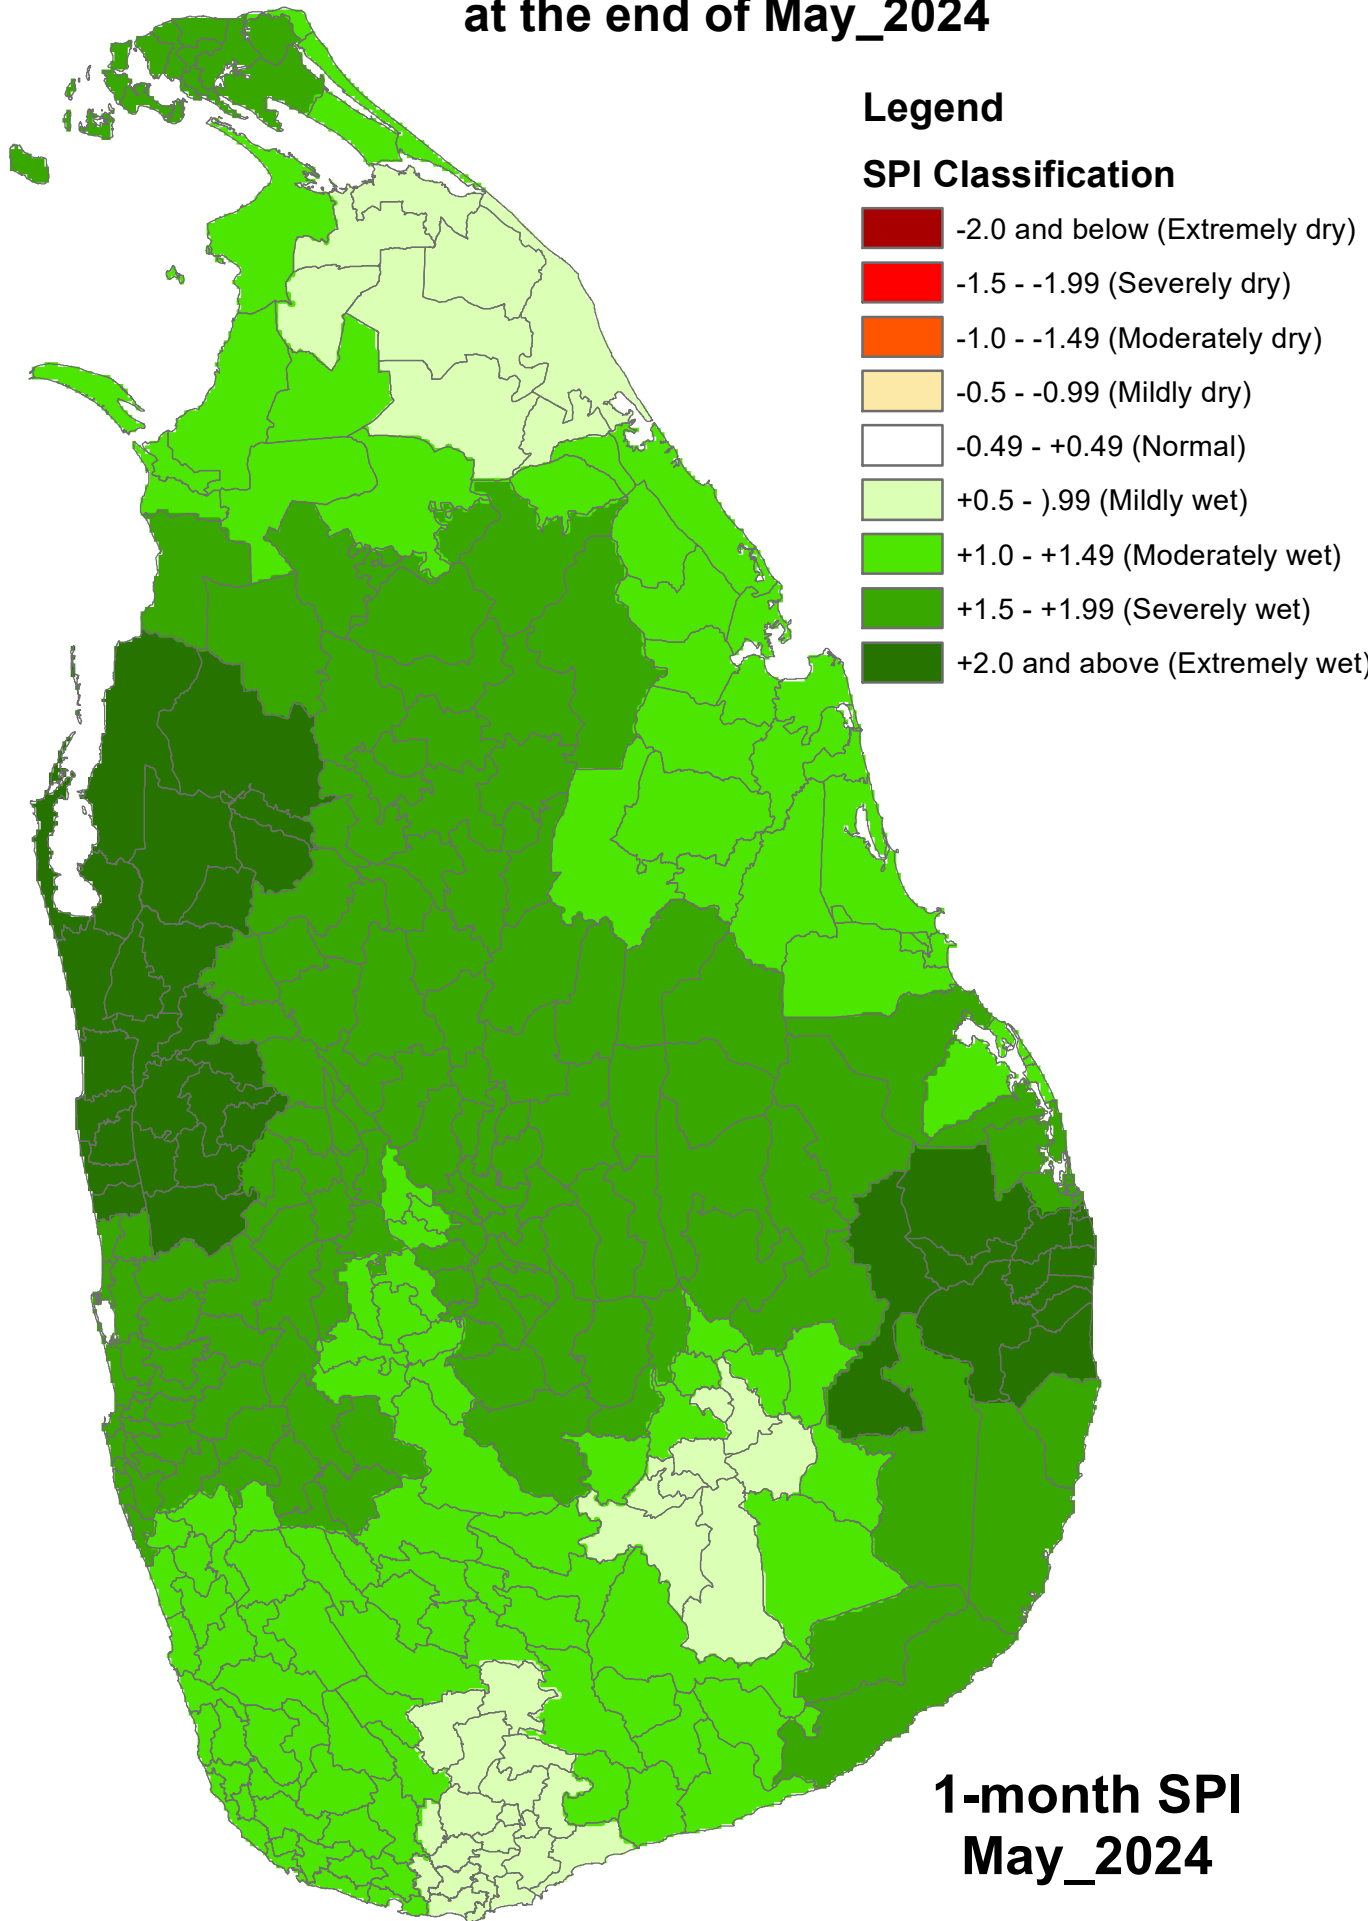 at the end of May_2024
Legend
SPI Classification
-2.0 and below (Extremely dry)
-1.5 - -1.99 (Severely dry)
-1.0 - -1.49 (Moderately dry)
-0.5 - -0.99 (Mildly dry)
-0.49 - +0.49 (Normal)
+0.5 - ).99 (Mildly wet)
+1.0 - +1.49 (Moderately wet)
+1.5 - +1.99 (Severely wet)
+2.0 and above (Extremely wet)
1-month SPI
May_2024